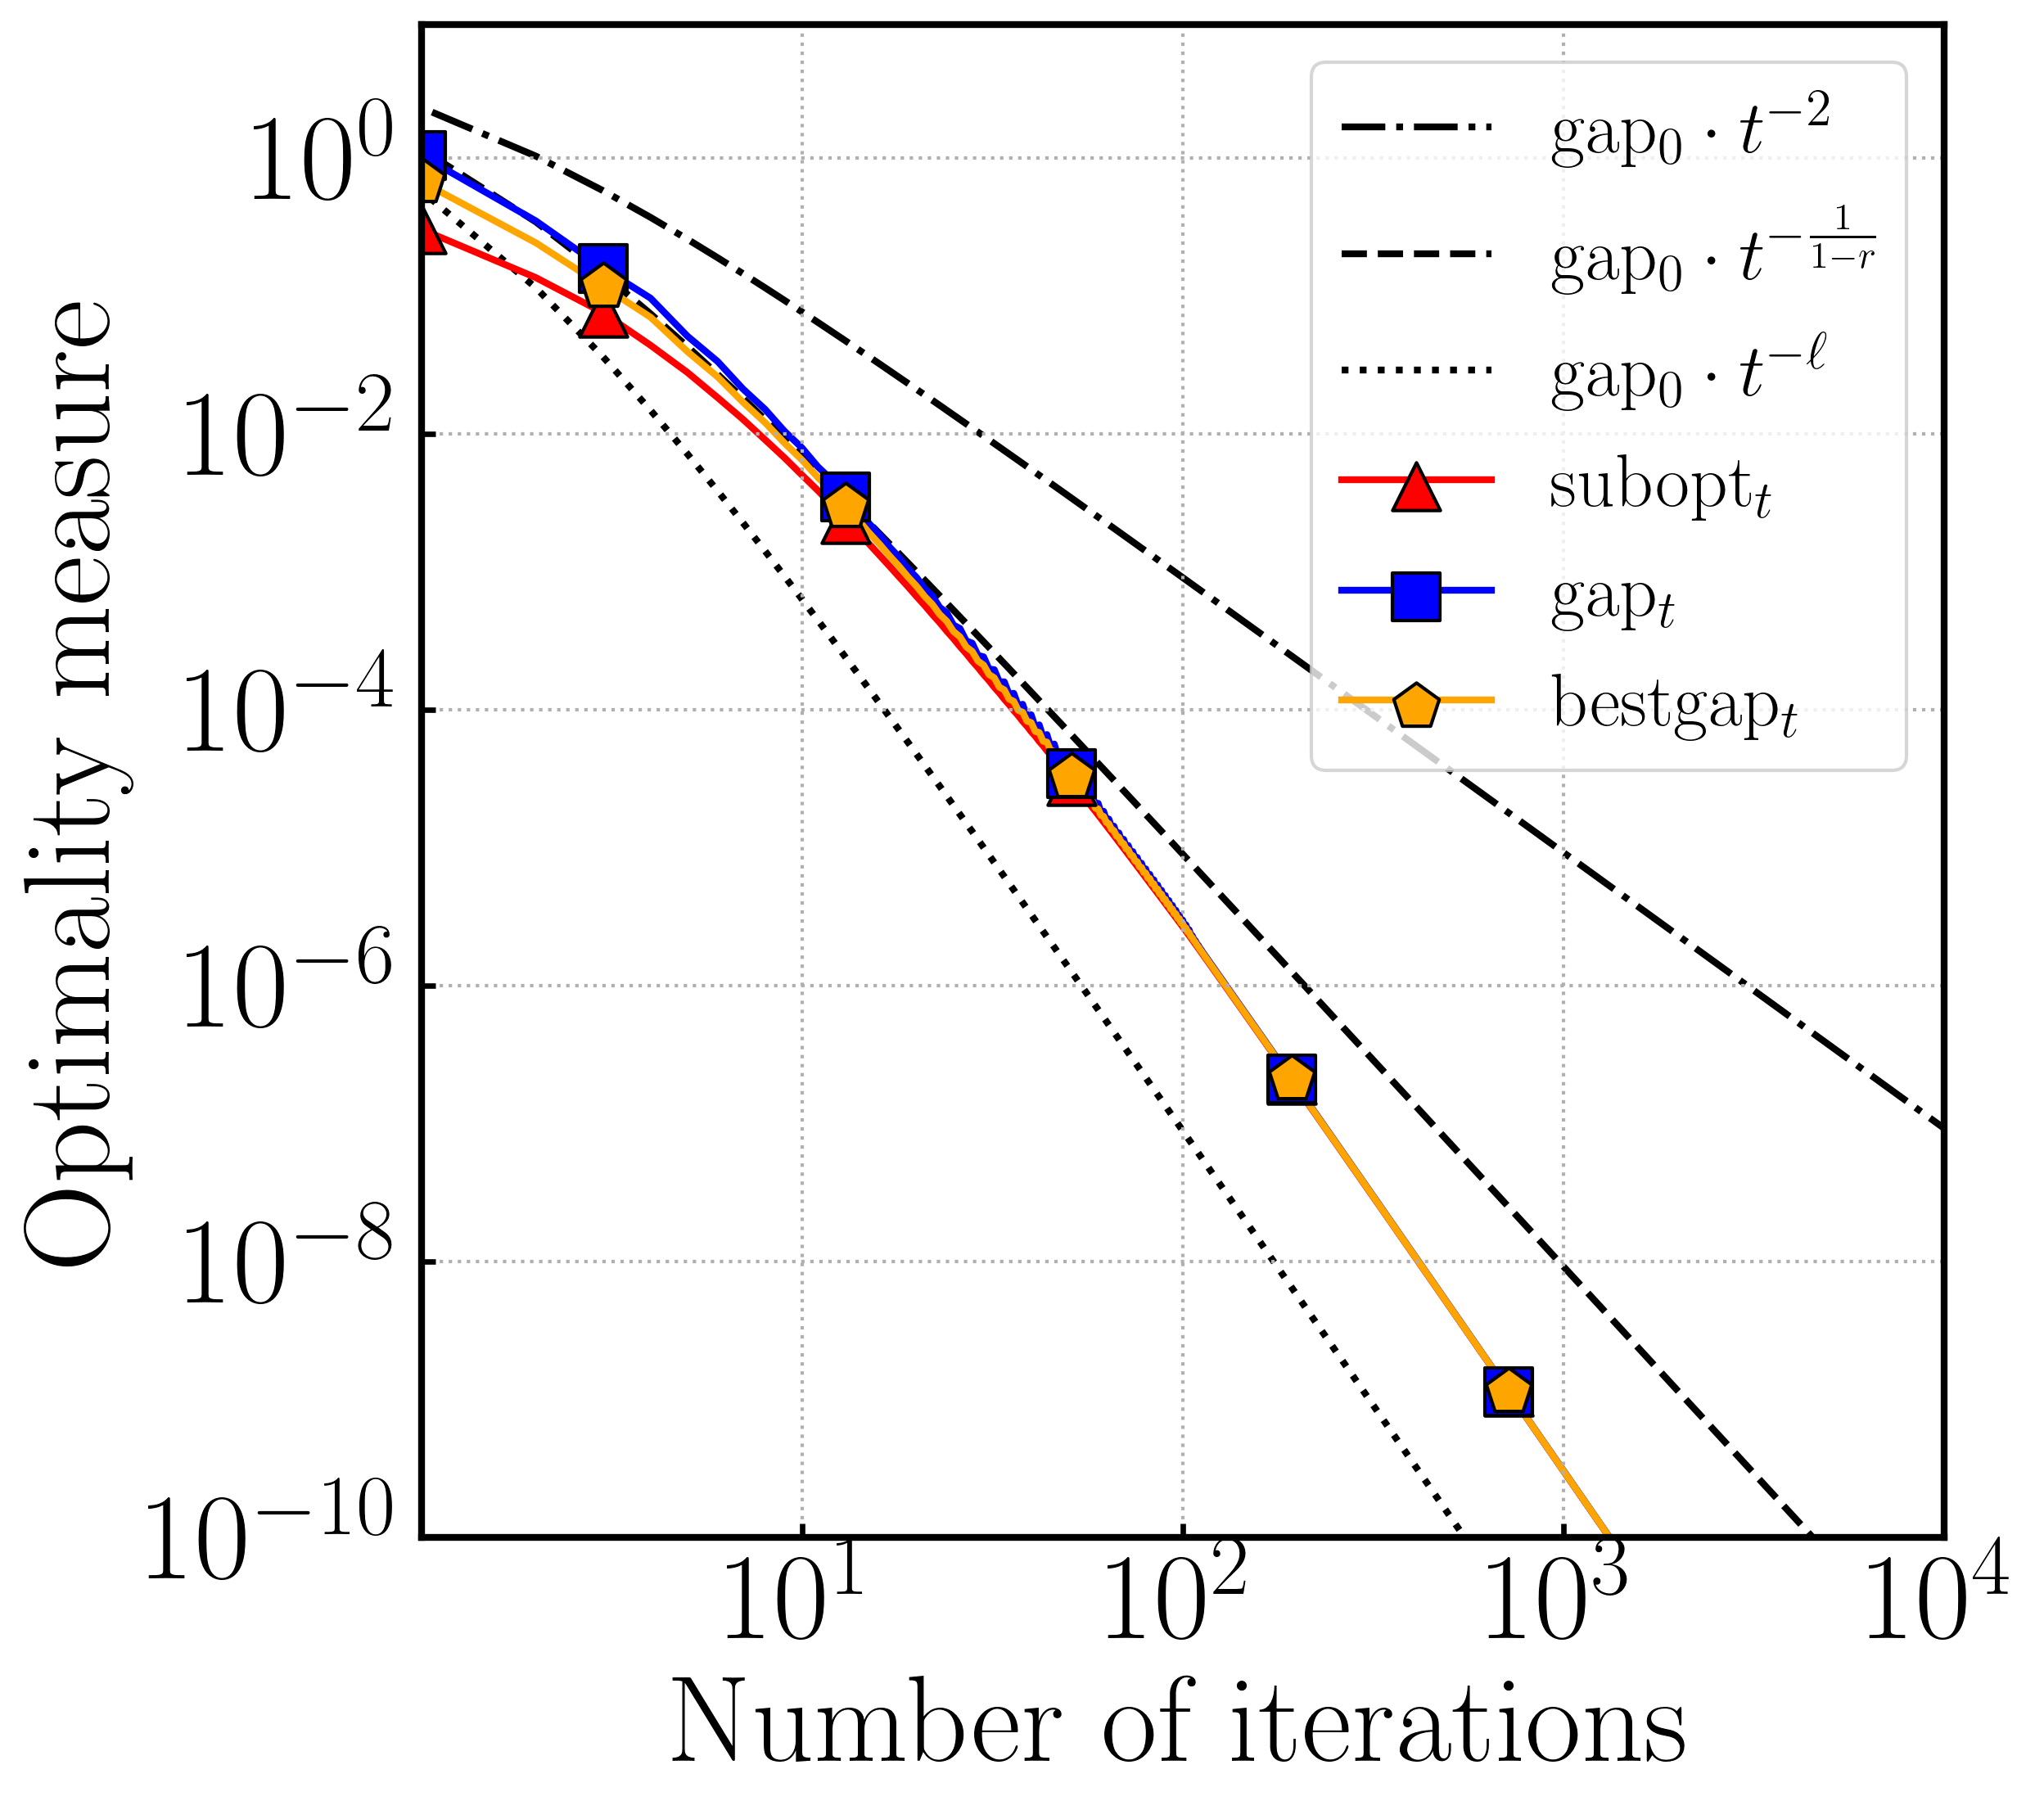 Optimality measure
10⁰
10⁻²
10⁻⁴
10⁻⁶
10⁻⁸
10⁻¹⁰
gap₀ · t⁻²
gap₀ · t^{-\frac{1}{1-r}}
gap₀ · t^{-ℓ}
subopt_t
gap_t
bestgap_t
10¹ 10² 10³ 10⁴
Number of iterations